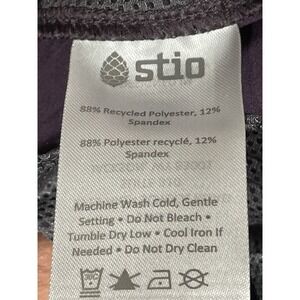 stio
88% Recycled Polyester, 12%
Spandex
88% Polyester recyclé, 12%
Spandex
Machine Wash Cold, Gentle
Setting • Do Not Bleach •
Tumble Dry Low • Cool Iron If
Needed • Do Not Dry Clean